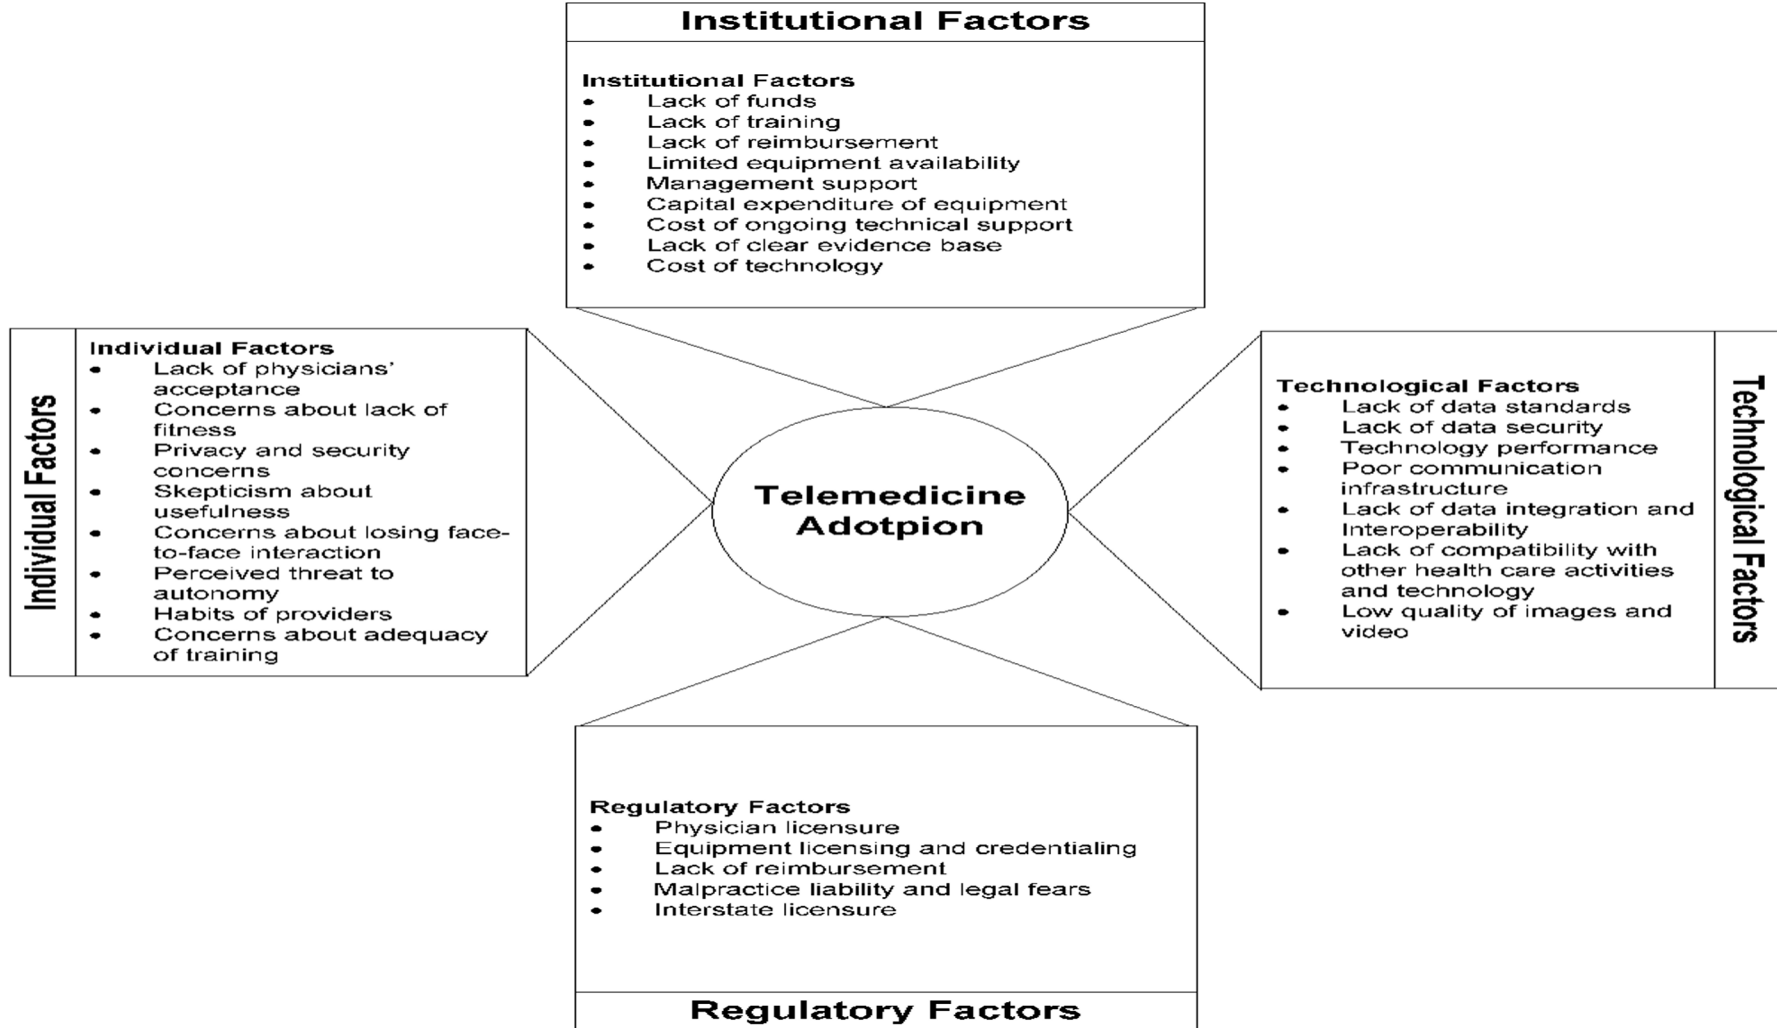 Institutional Factors
Institutional Factors
• Lack of funds
• Lack of training
• Lack of reimbursement
• Limited equipment availability
• Management support
• Capital expenditure of equipment
• Cost of ongoing technical support
• Lack of clear evidence base
• Cost of technology
Individual Factors
Individual Factors
• Lack of physicians’
acceptance
• Concerns about lack of
fitness
• Privacy and security
concerns
• Skepticism about
usefulness
• Concerns about losing face-
to-face interaction
• Perceived threat to
autonomy
• Habits of providers
• Concerns about adequacy
of training
Telemedicine
Adotpion
Technological Factors
• Lack of data standards
• Lack of data security
• Technology performance
• Poor communication
infrastructure
• Lack of data integration and
Interoperability
• Lack of compatibility with
other health care activities
and technology
• Low quality of images and
video
Technological Factors
Regulatory Factors
• Physician licensure
• Equipment licensing and credentialing
• Lack of reimbursement
• Malpractice liability and legal fears
• Interstate licensure
Regulatory Factors